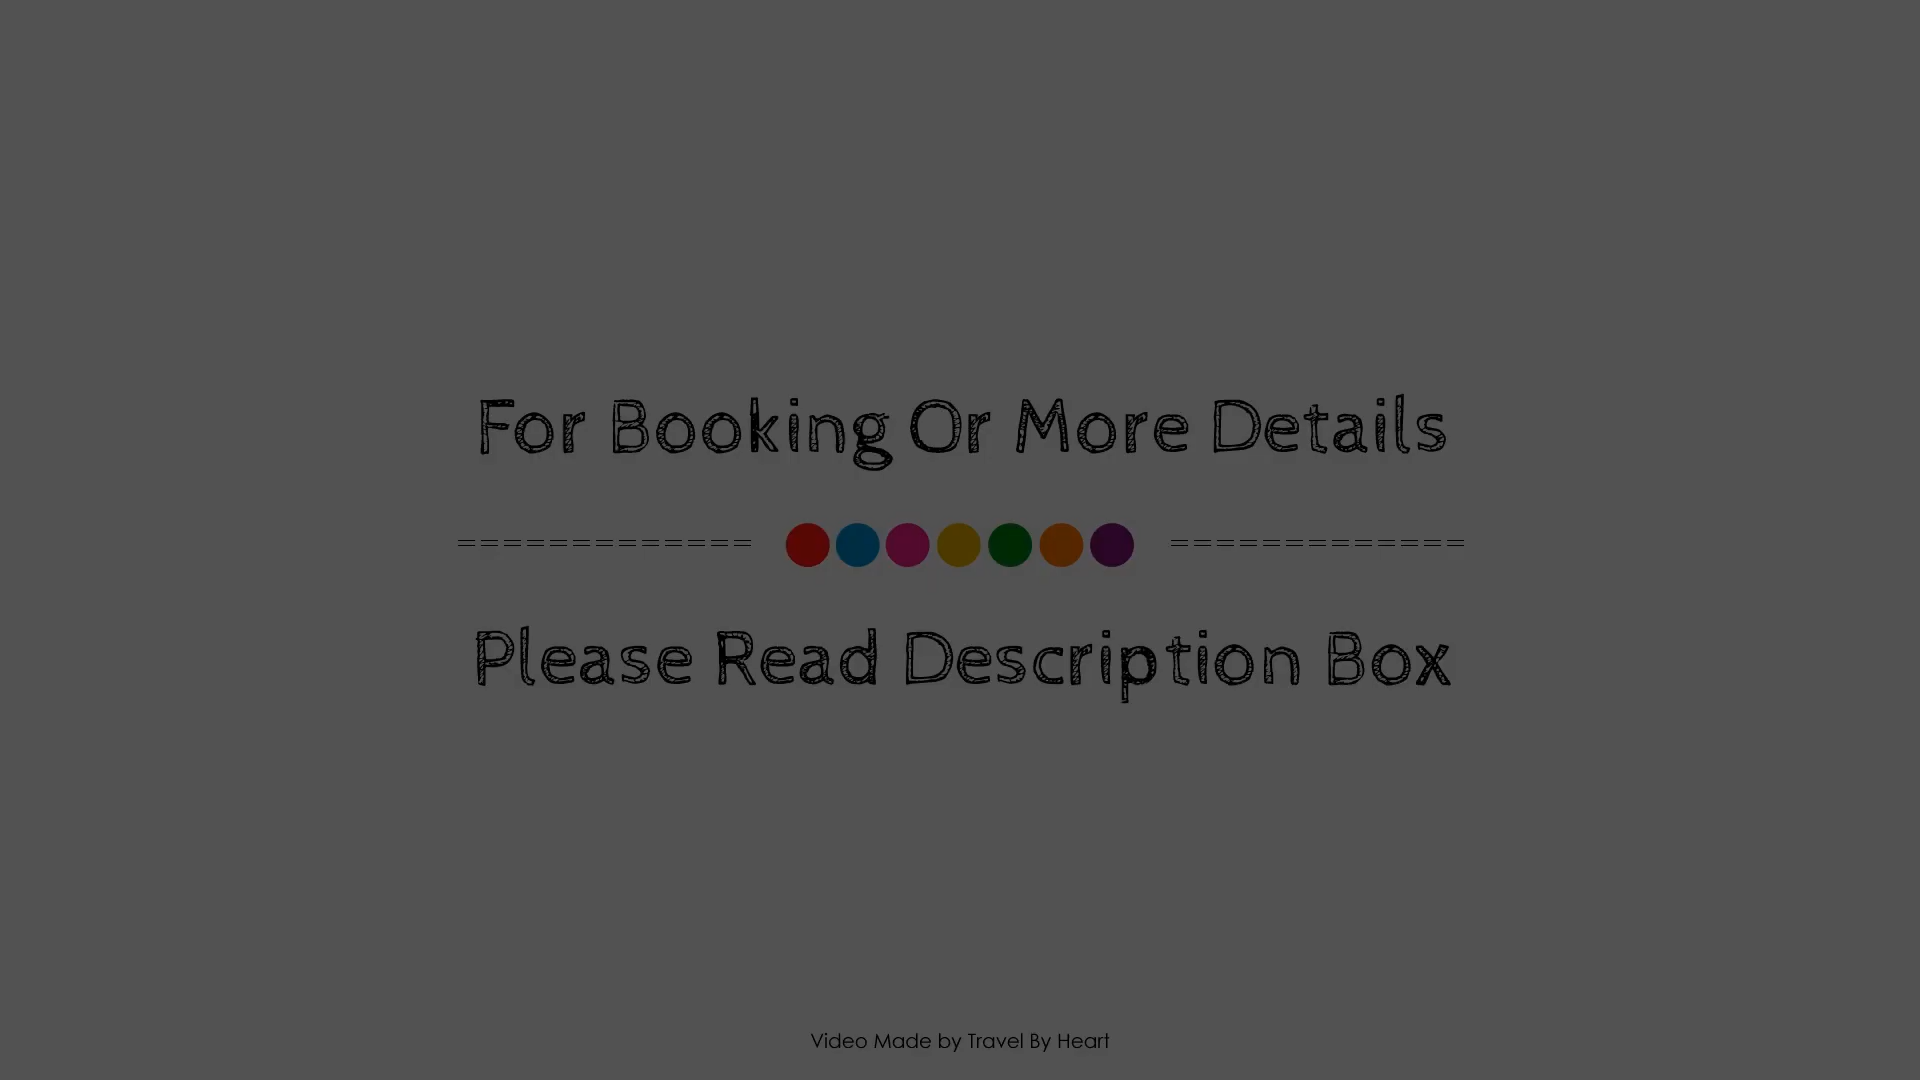 For Booking Or More Details
============= =============
Please Read Description Box
Video Made by Travel By Heart